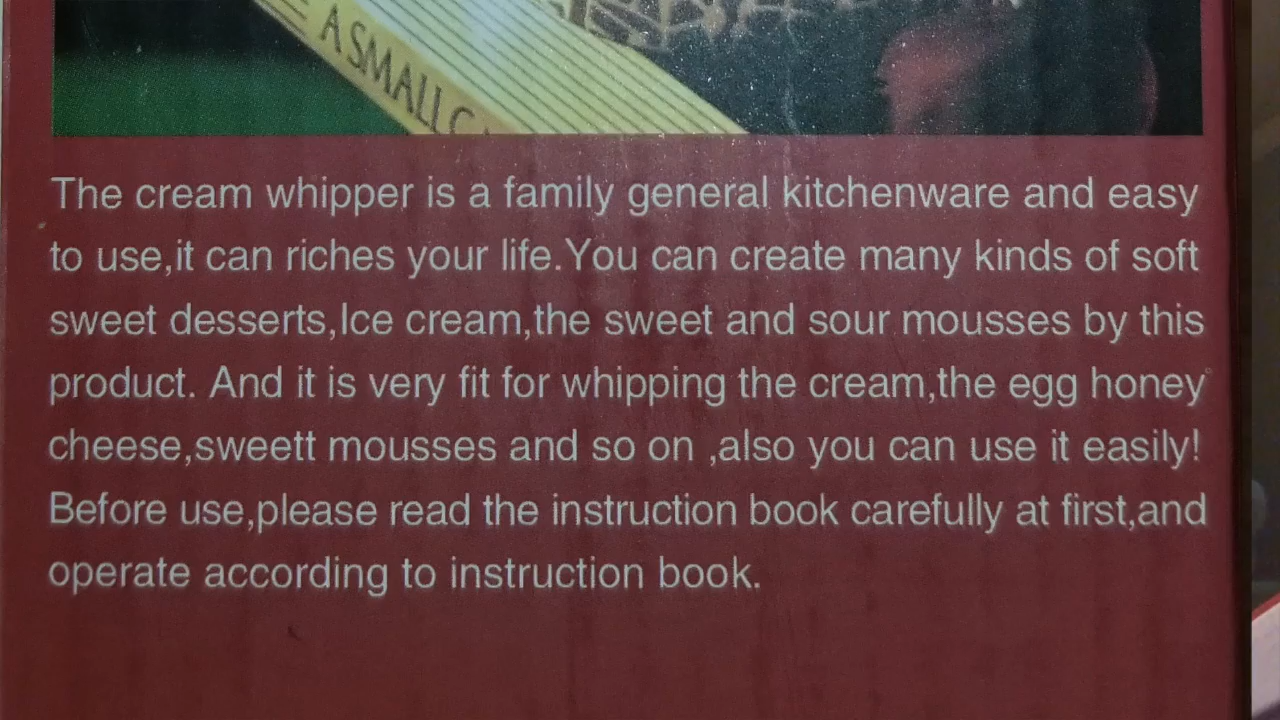 A SMALL
The cream whipper is a family general kitchenware and easy
to use,it can riches your life.You can create many kinds of soft
sweet desserts,Ice cream,the sweet and sour mousses by this
product. And it is very fit for whipping the cream,the egg honey
cheese,sweett mousses and so on ,also you can use it easily!
Before use,please read the instruction book carefully at first,and
operate according to instruction book.